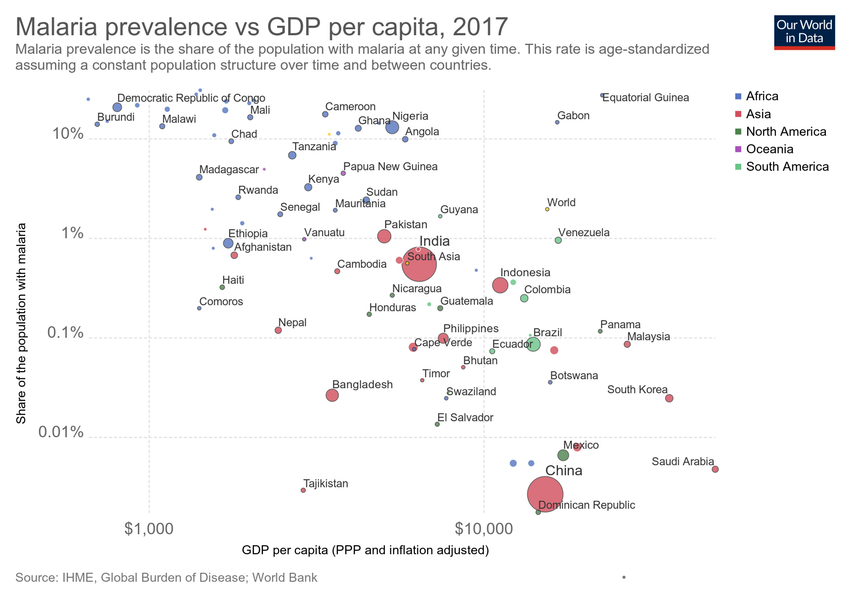 Malaria prevalence vs GDP per capita, 2017
Our World
in Data
Malaria prevalence is the share of the population with malaria at any given time. This rate is age-standardized
assuming a constant population structure over time and between countries.
Africa
Asia
North America
Oceania
South America
Share of the population with malaria
10%
1%
0.1%
0.01%
Democratic Republic of Congo
Equatorial Guinea
Burundi
Malawi
Mali
Cameroon
Ghana
Nigeria
Gabon
Chad
Angola
Tanzania
Madagascar
Papua New Guinea
Kenya
Rwanda
Sudan
Senegal
Mauritania
Guyana
World
Ethiopia
Vanuatu
Pakistan
Venezuela
Afghanistan
India
South Asia
Cambodia
Indonesia
Haiti
Nicaragua
Colombia
Comoros
Honduras
Guatemala
Nepal
Philippines
Cape Verde
Ecuador
Brazil
Panama
Malaysia
Bhutan
Timor
Botswana
Bangladesh
Swaziland
South Korea
El Salvador
Mexico
Saudi Arabia
China
Tajikistan
Dominican Republic
$1,000
$10,000
GDP per capita (PPP and inflation adjusted)
Source: IHME, Global Burden of Disease; World Bank